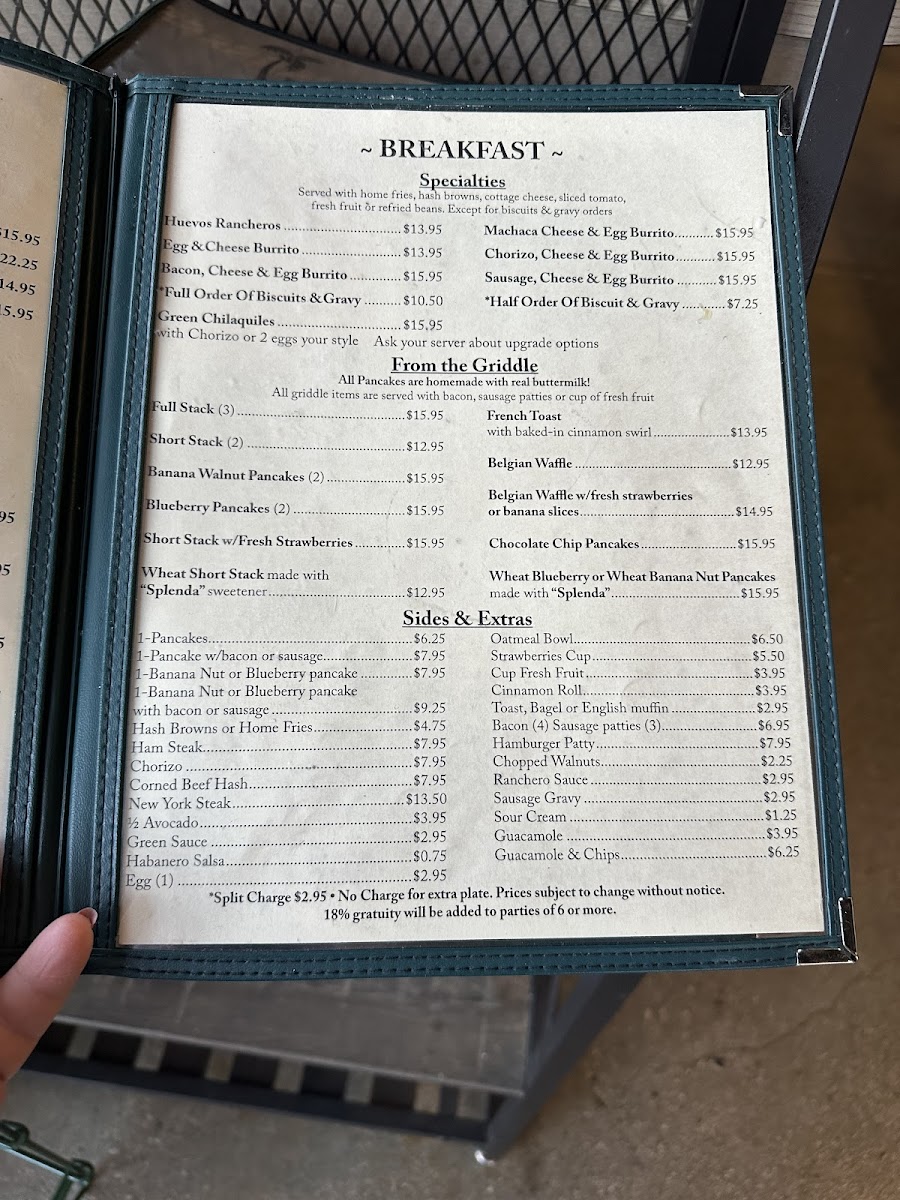 $15.95
22.25
14.95
15.95
95
5
5
~ BREAKFAST ~
Specialties
Served with home fries, hash browns, cottage cheese, sliced tomato,
fresh fruit or refried beans. Except for biscuits & gravy orders
Huevos Rancheros ................................ $13.95
Egg & Cheese Burrito ................................ $13.95
Bacon, Cheese & Egg Burrito .................... $15.95
*Full Order Of Biscuits & Gravy ......... $10.50
Green Chilaquiles ................................ $15.95
with Chorizo or 2 eggs your style Ask your server about upgrade options
Machaca Cheese & Egg Burrito.......... $15.95
Chorizo, Cheese & Egg Burrito.......... $15.95
Sausage, Cheese & Egg Burrito .......... $15.95
*Half Order Of Biscuit & Gravy ........... $7.25
From the Griddle
All Pancakes are homemade with real buttermilk!
All griddle items are served with bacon, sausage patties or cup of fresh fruit
Full Stack (3) ........................................ $15.95
Short Stack (2) ........................................ $12.95
Banana Walnut Pancakes (2) .................... $15.95
Blueberry Pancakes (2) ............................ $15.95
Short Stack w/Fresh Strawberries ............. $15.95
Wheat Short Stack made with
“Splenda” sweetener................................... $12.95
French Toast
with baked-in cinnamon swirl .................... $13.95
Belgian Waffle ........................................ $12.95
Belgian Waffle w/fresh strawberries
or banana slices........................................ $14.95
Chocolate Chip Pancakes ........................ $15.95
Wheat Blueberry or Wheat Banana Nut Pancakes
made with “Splenda”................................ $15.95
Sides & Extras
1-Pancakes................................................ $6.25
1-Pancake w/bacon or sausage...................... $7.95
1-Banana Nut or Blueberry pancake ............. $7.95
1-Banana Nut or Blueberry pancake
with bacon or sausage ................................ $9.25
Hash Browns or Home Fries......................... $4.75
Ham Steak................................................ $7.95
Chorizo .................................................... $7.95
Corned Beef Hash...................................... $7.95
New York Steak........................................ $13.50
½ Avocado................................................ $3.95
Green Sauce ............................................ $2.95
Habanero Salsa.......................................... $0.75
Egg (1) .................................................... $2.95
Oatmeal Bowl............................................ $6.50
Strawberries Cup........................................ $5.50
Cup Fresh Fruit.......................................... $3.95
Cinnamon Roll........................................... $3.95
Toast, Bagel or English muffin .................... $2.95
Bacon (4) Sausage patties (3)....................... $6.95
Hamburger Patty........................................ $7.95
Chopped Walnuts....................................... $2.25
Ranchero Sauce ......................................... $2.95
Sausage Gravy ........................................... $2.95
Sour Cream ............................................... $1.25
Guacamole ................................................ $3.95
Guacamole & Chips.................................... $6.25
*Split Charge $2.95 • No Charge for extra plate. Prices subject to change without notice.
18% gratuity will be added to parties of 6 or more.